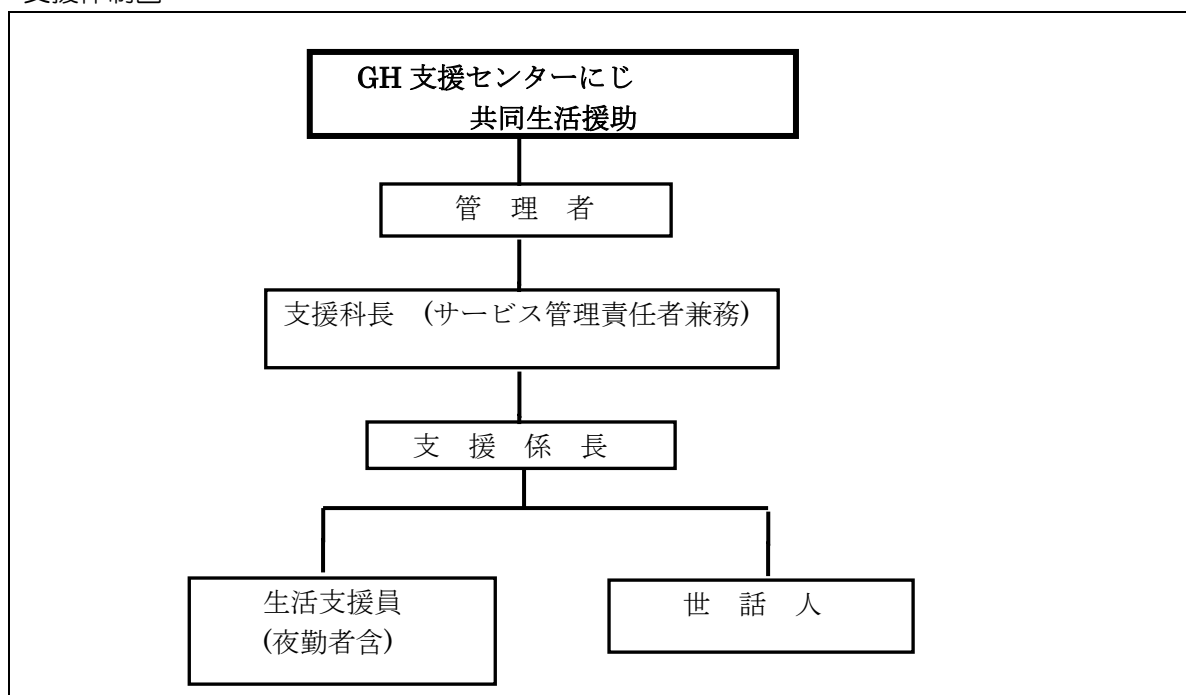 GH 支援センターにじ
共同生活援助
管 理 者
支援科長 (サービス管理責任者兼務)
支 援 係 長
生活支援員
(夜勤者含)
世 話 人